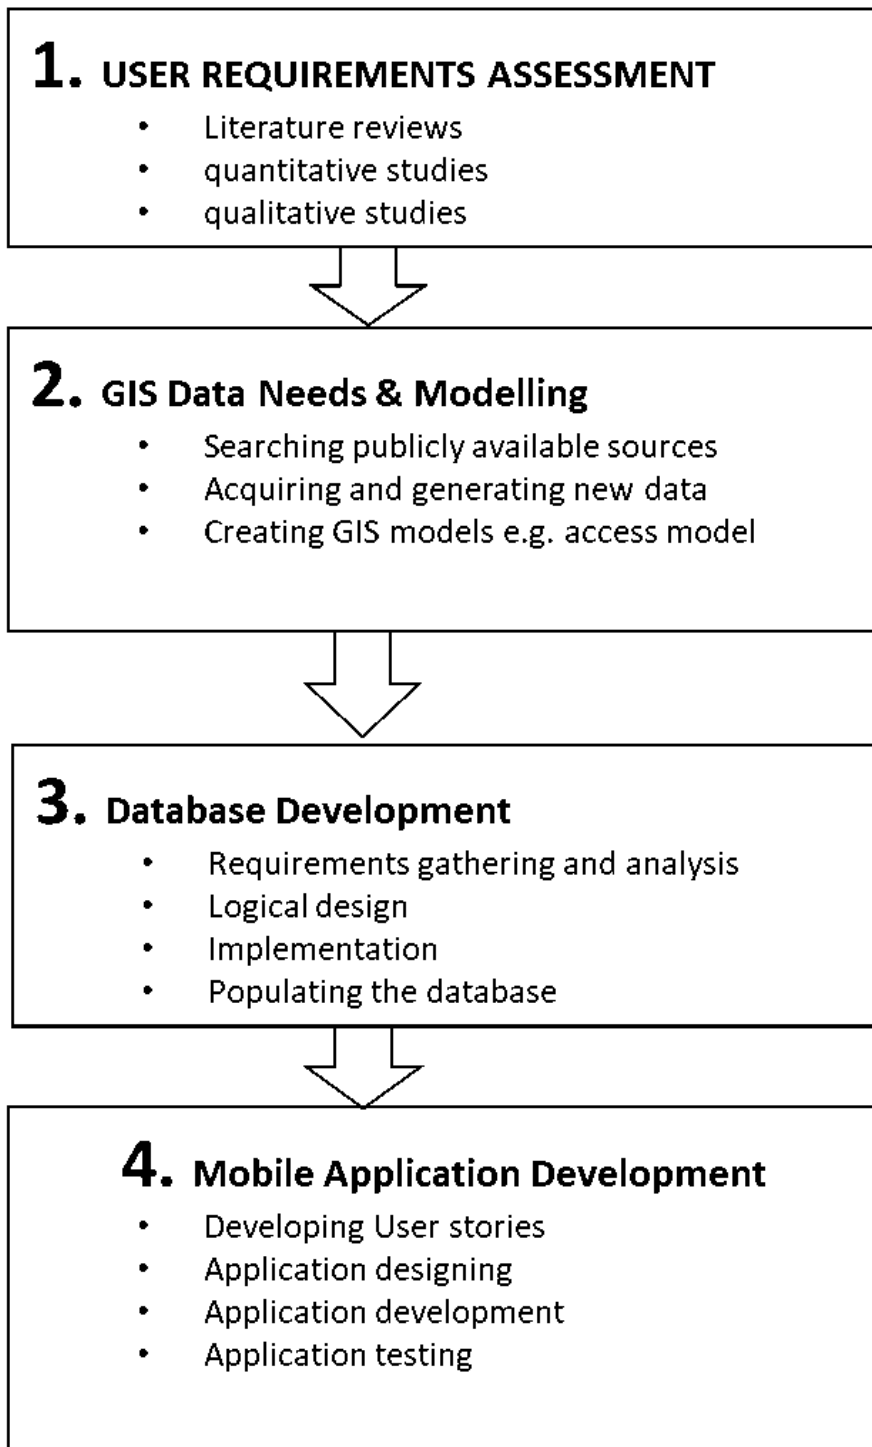 1. USER REQUIREMENTS ASSESSMENT
• Literature reviews
• quantitative studies
• qualitative studies
2. GIS Data Needs & Modelling
• Searching publicly available sources
• Acquiring and generating new data
• Creating GIS models e.g. access model
3. Database Development
• Requirements gathering and analysis
• Logical design
• Implementation
• Populating the database
4. Mobile Application Development
• Developing User stories
• Application designing
• Application development
• Application testing